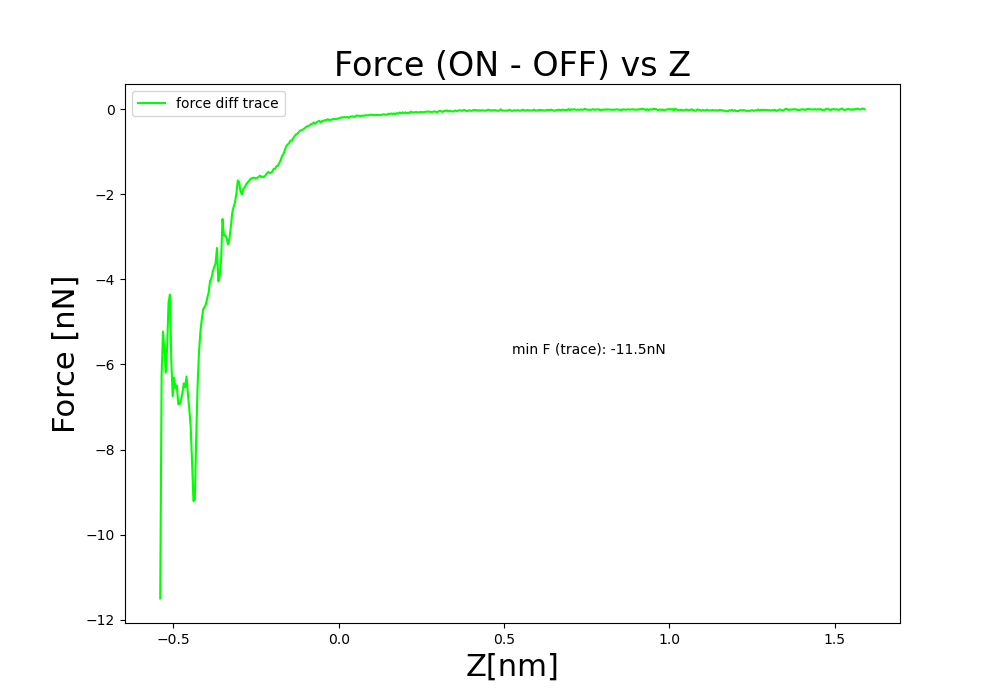 Force (ON - OFF) vs Z
force diff trace
0
−2
−4
−6
−8
−10
−12
Force [nN]
min F (trace): -11.5nN
−0.5
0.0
0.5
1.0
1.5
Z[nm]